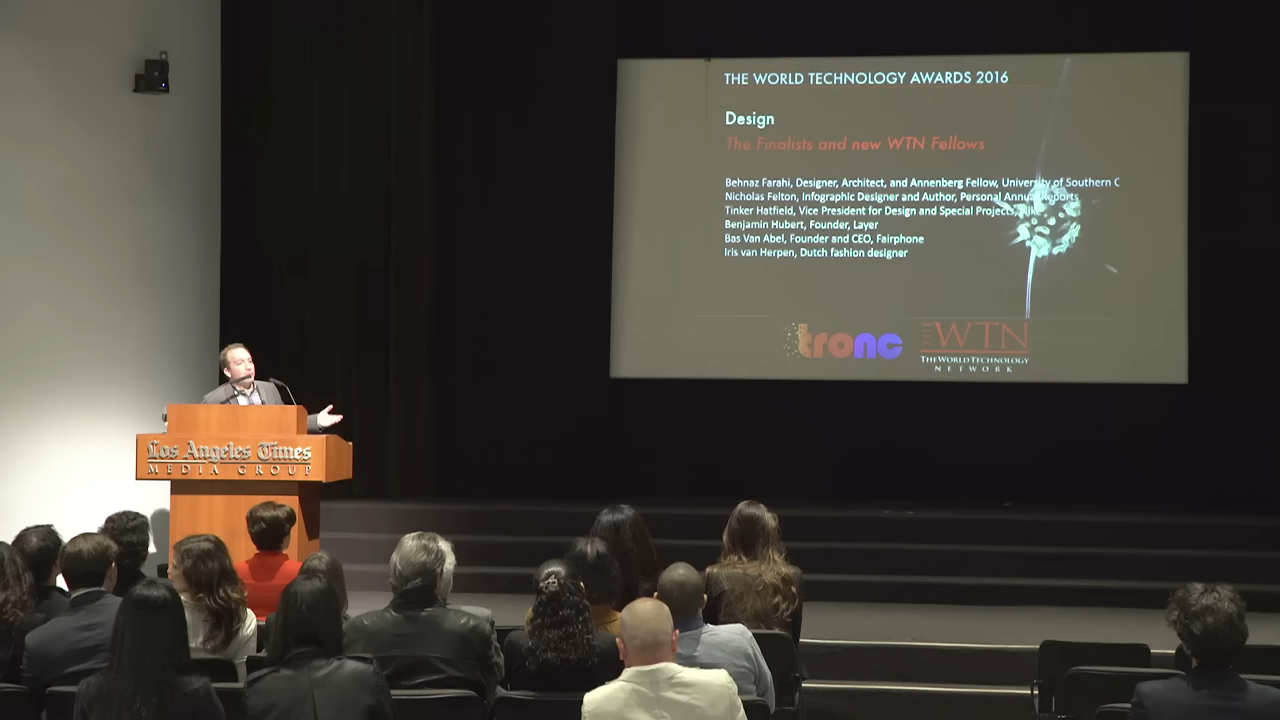 THE WORLD TECHNOLOGY AWARDS 2016
Design
The Finalists and new WTN Fellows
Behnaz Farahi, Designer, Architect, and Annenberg Fellow, University of Southern C
Nicholas Felton, Infographic Designer and Author, Personal Annual Reports
Tinker Hatfield, Vice President for Design and Special Projects, Nike
Benjamin Hubert, Founder, Layer
Bas Van Abel, Founder and CEO, Fairphone
Iris van Herpen, Dutch fashion designer
tronc
THE WTN
THE WORLD TECHNOLOGY
NETWORK
Los Angeles Times
MEDIA GROUP